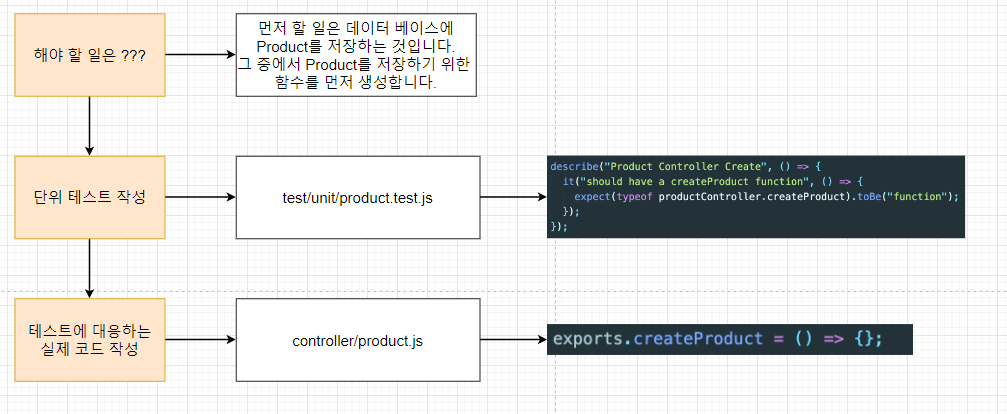 해야 할 일은 ???
먼저 할 일은 데이터 베이스에
Product를 저장하는 것입니다.
그 중에서 Product를 저장하기 위한
함수를 먼저 생성합니다.
단위 테스트 작성
test/unit/product.test.js
describe("Product Controller Create", () => {
  it("should have a createProduct function", () => {
    expect(typeof productController.createProduct).toBe("function");
  });
});
테스트에 대응하는
실제 코드 작성
controller/product.js
exports.createProduct = () => {};